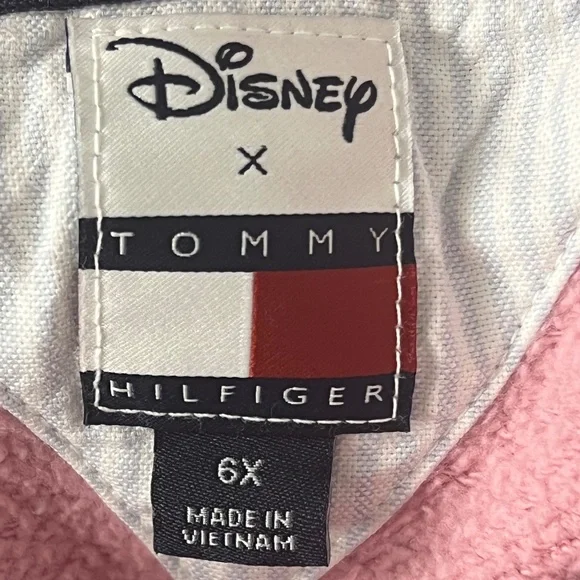 Disney
X
TOMMY
HILFIGER
6X
MADE IN
VIETNAM